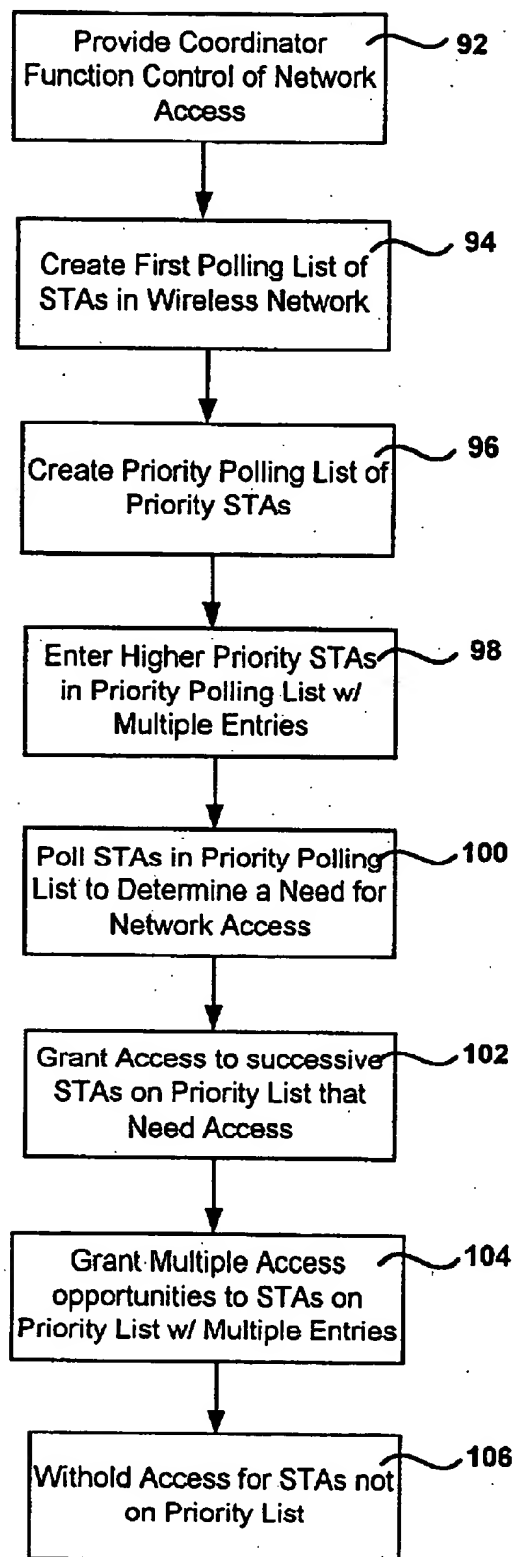 Provide Coordinator
Function Control of Network
Access
92
Create First Polling List of
STAs in Wireless Network
94
Create Priority Polling List of
Priority STAs
96
Enter Higher Priority STAs
in Priority Polling List w/
Multiple Entries
98
Poll STAs in Priority Polling
List to Determine a Need for
Network Access
100
Grant Access to successive
STAs on Priority List that
Need Access
102
Grant Multiple Access
opportunities to STAs on
Priority List w/ Multiple Entries
104
Withold Access for STAs not
on Priority List
106